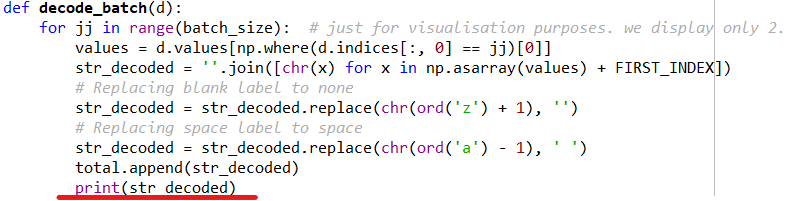 def decode_batch(d):
    for jj in range(batch_size):  # just for visualisation purposes. we display only 2.
        values = d.values[np.where(d.indices[:, 0] == jj)[0]]
        str_decoded = ''.join([chr(x) for x in np.asarray(values) + FIRST_INDEX])
        # Replacing blank label to none
        str_decoded = str_decoded.replace(chr(ord('z') + 1), '')
        # Replacing space label to space
        str_decoded = str_decoded.replace(chr(ord('a') - 1), ' ')
        total.append(str_decoded)
        print(str_decoded)